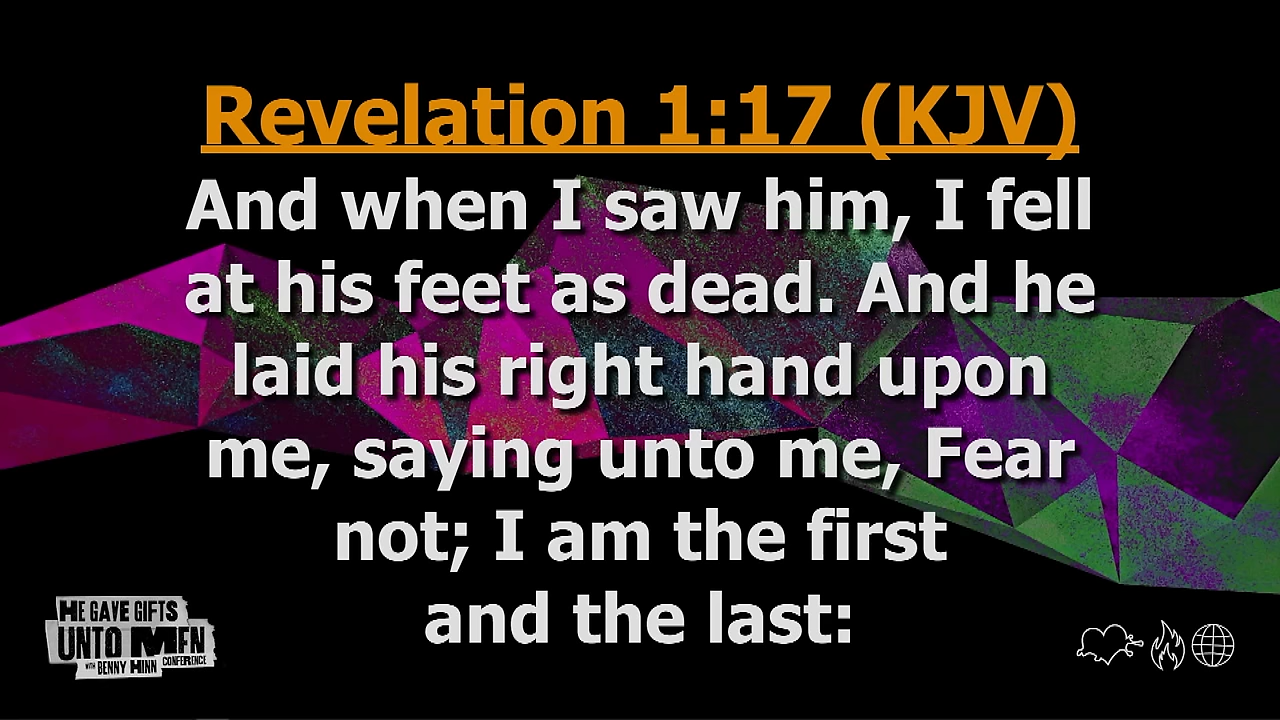 Revelation 1:17 (KJV)
And when I saw him, I fell
at his feet as dead. And he
laid his right hand upon
me, saying unto me, Fear
not; I am the first
and the last:
HE GAVE GIFTS
UNTO MEN
WITH BENNY HINN CONFERENCE